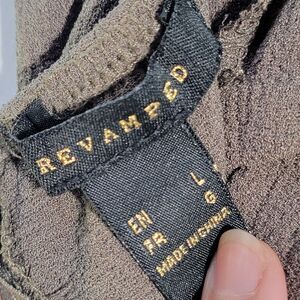 REVAMPED
EN L
FR G
MADE IN CHINA